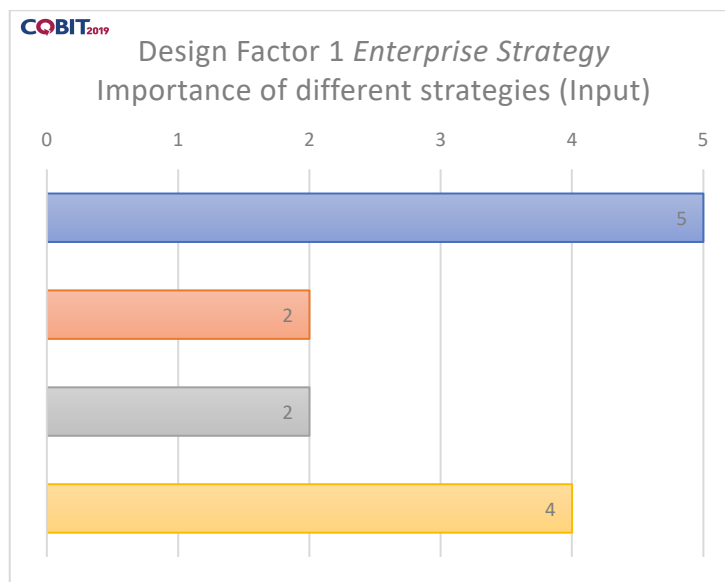 COBIT2019
Design Factor 1 Enterprise Strategy
Importance of different strategies (Input)
0 1 2 3 4 5
5
2
2
4